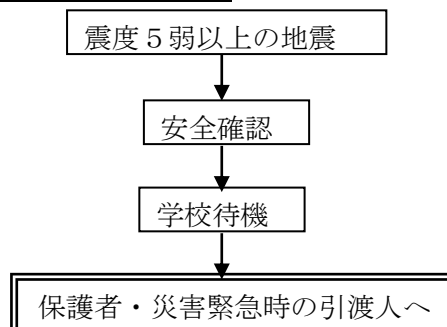 震度５弱以上の地震
安全確認
学校待機
保護者・災害緊急時の引渡人へ